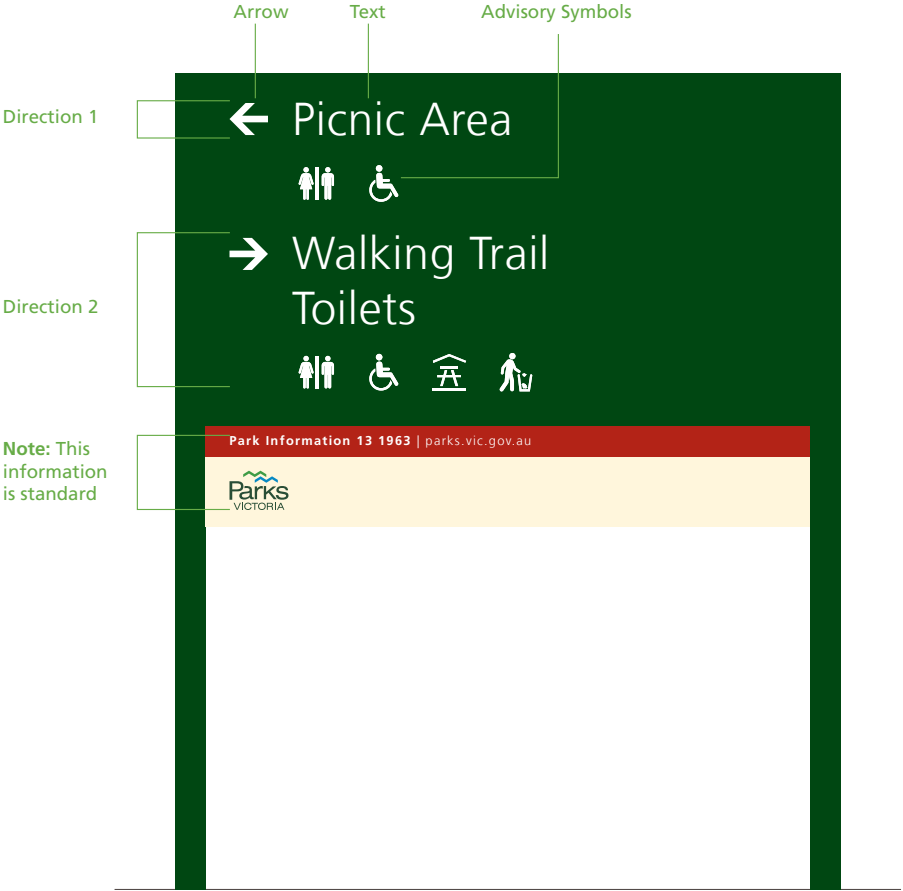 Arrow Text Advisory Symbols
Direction 1
Picnic Area
Walking Trail
Toilets
Direction 2
Park Information 13 1963 | parks.vic.gov.au
Note: This
information
is standard
Parks
VICTORIA